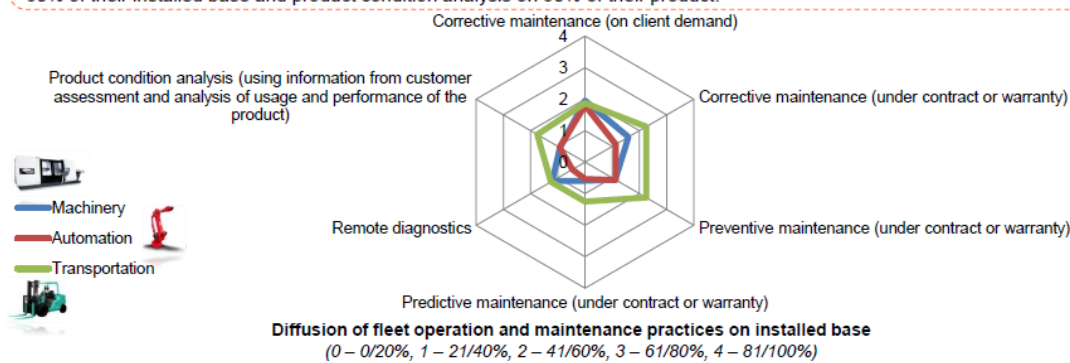 Corrective maintenance (on client demand)
4
3
2
1
0
Product condition analysis (using information from customer
assessment and analysis of usage and performance of the
product)
Corrective maintenance (under contract or warranty)
Machinery
Automation
Transportation
Remote diagnostics
Preventive maintenance (under contract or warranty)
Predictive maintenance (under contract or warranty)
Diffusion of fleet operation and maintenance practices on installed base
(0 – 0/20%, 1 – 21/40%, 2 – 41/60%, 3 – 61/80%, 4 – 81/100%)